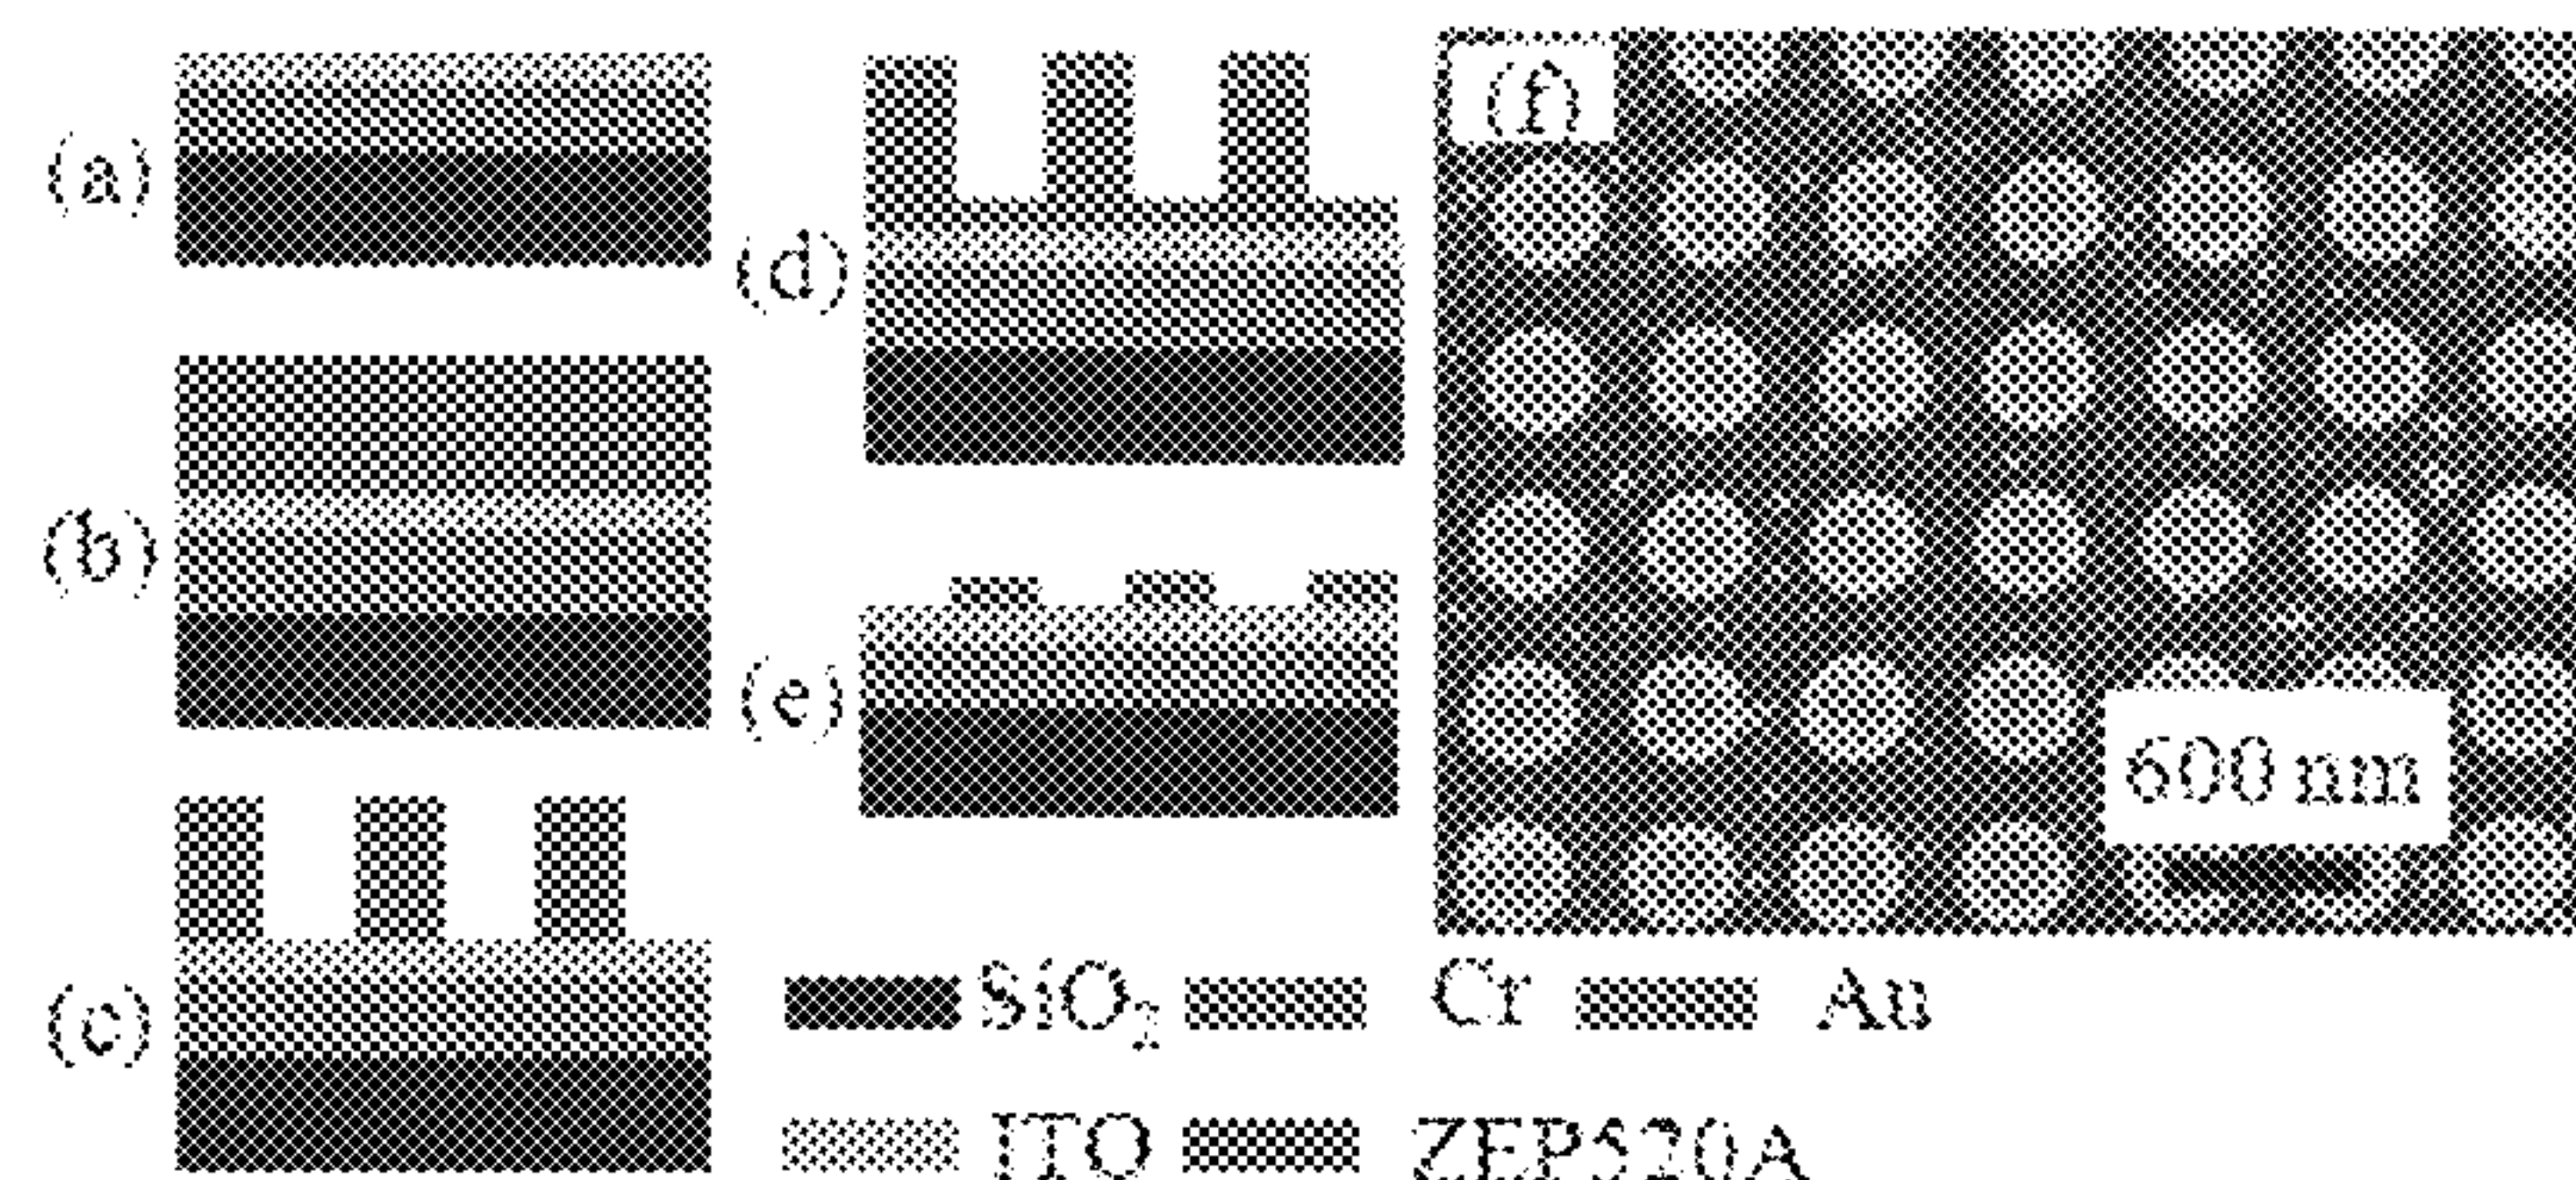 (a)
(b)
(c)
(d)
(e)
(f)
600 nm
SiO₂ Cr Au
ITO ZEP520A